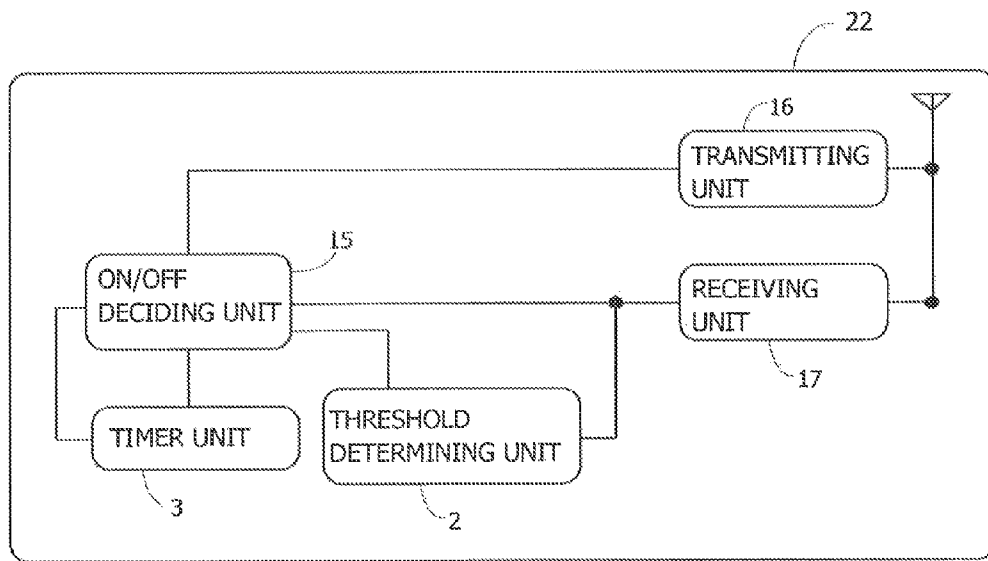 22
16
TRANSMITTING
UNIT
15
ON/OFF
DECIDING UNIT
RECEIVING
UNIT
17
TIMER UNIT
THRESHOLD
DETERMINING UNIT
3
2